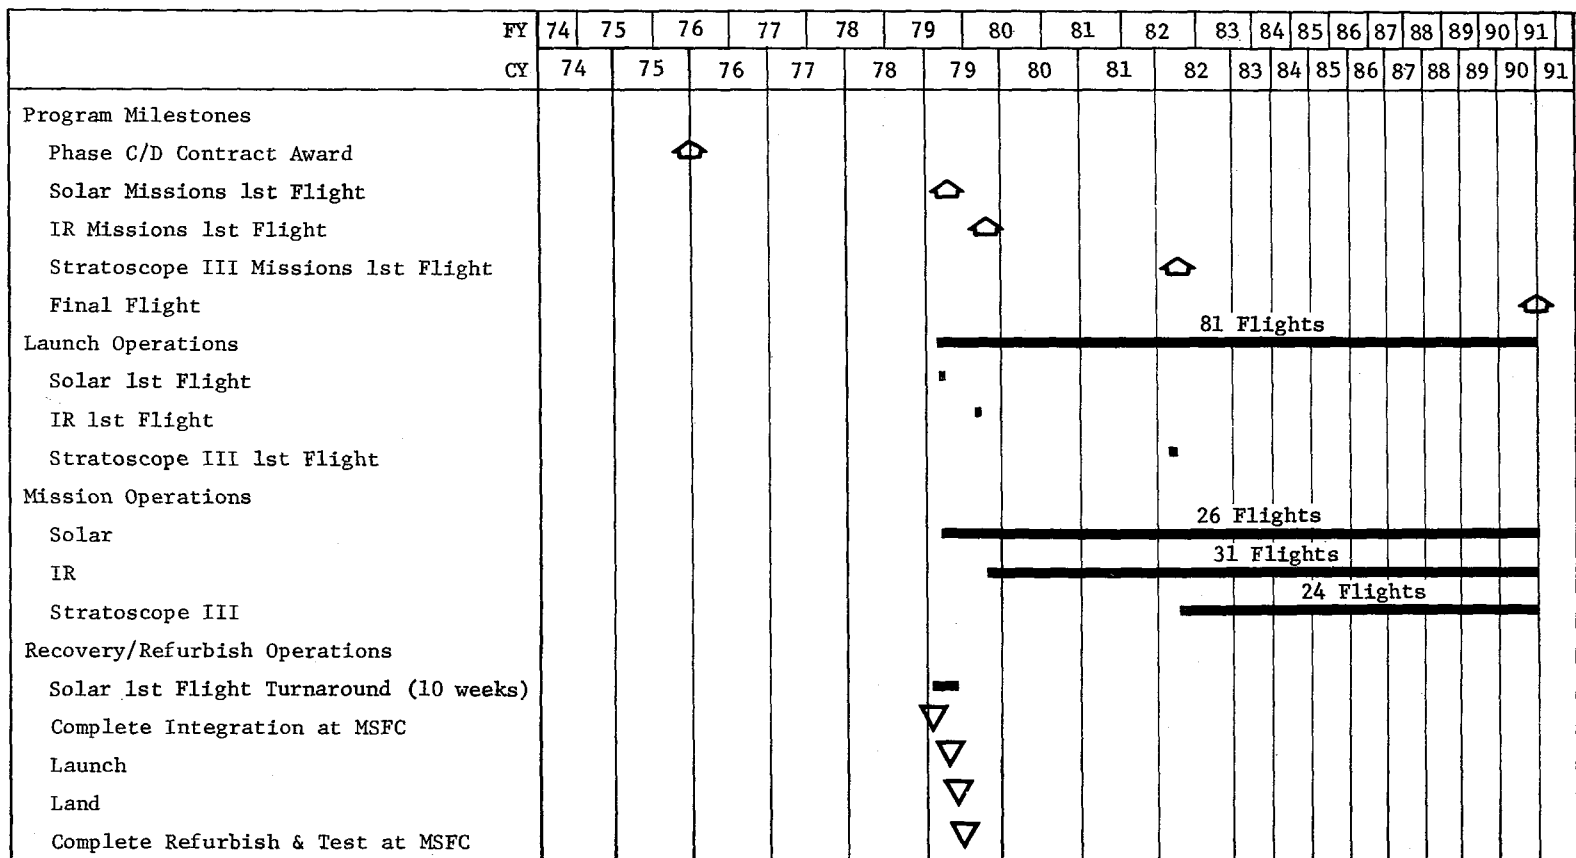 FY 74 75 76 77 78 79 80 81 82 83 84 85 86 87 88 89 90 91
CY 74 75 76 77 78 79 80 81 82 83 84 85 86 87 88 89 90 91
Program Milestones
Phase C/D Contract Award
Solar Missions 1st Flight
IR Missions 1st Flight
Stratoscope III Missions 1st Flight
Final Flight
81 Flights
Launch Operations
Solar 1st Flight
IR 1st Flight
Stratoscope III 1st Flight
Mission Operations
26 Flights
Solar
31 Flights
IR
24 Flights
Stratoscope III
Recovery/Refurbish Operations
Solar 1st Flight Turnaround (10 weeks)
Complete Integration at MSFC
Launch
Land
Complete Refurbish & Test at MSFC